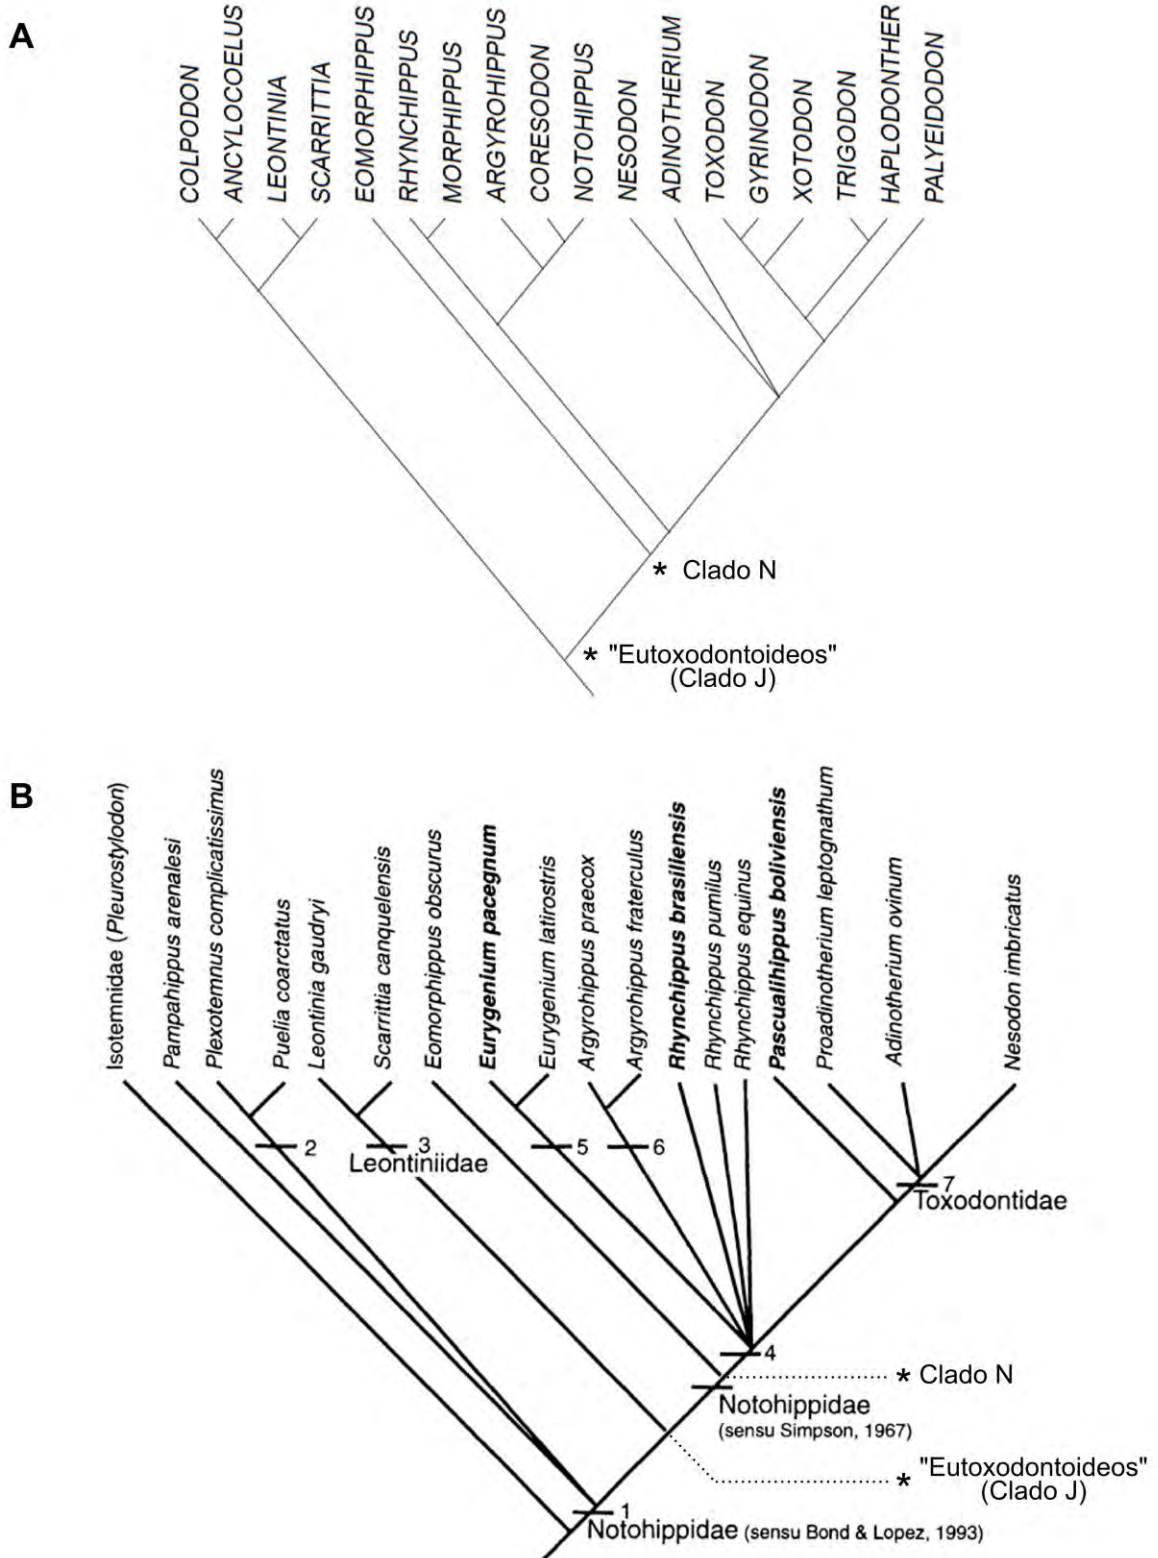 A
COLPODON
ANCYLOCOELUS
LEONTINIA
SCARRITTIA
EOMORPHIPPUS
RHYNCHIPPUS
MORPHIPPUS
ARGYROHIPPUS
CORESODON
NOTOHIPPUS
NESODON
ADINOTHERIUM
TOXODON
GYRINODON
XOTODON
TRIGODON
HAPLODONTHER
PALYEIDODON
* Clado N
* "Eutoxodontoideos"
(Clado J)
B
Isotemnidae (Pleurostylodon)
Pampahippus arenalesi
Plexotemnus complicatissimus
Puelia coarctatus
Leontinia gaudryi
Scarrittia canquelensis
Eomorphippus obscurus
Eurygenium pacegnum
Eurygenium latirostris
Argyrohippus praecox
Argyrohippus fraterculus
Rhynchippus brasiliensis
Rhynchippus pumilus
Rhynchippus equinus
Pascualihippus boliviensis
Proadinotherium leptognathum
Adinotherium ovinum
Nesodon imbricatus
2
3
Leontiniidae
5
6
7
Toxodontidae
4
* Clado N
Notohippidae
(sensu Simpson, 1967)
* "Eutoxodontoideos"
(Clado J)
1
Notohippidae (sensu Bond & Lopez, 1993)